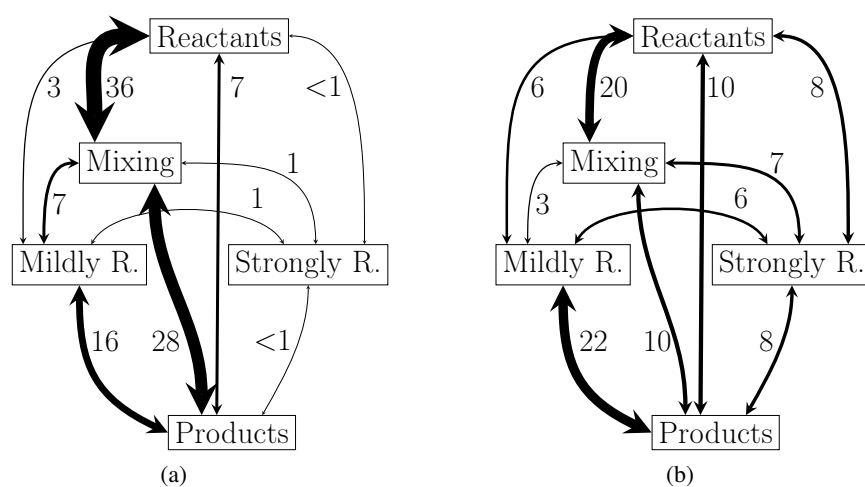 Reactants
3
36
7
<1
Mixing
7
1
1
Mildly R.
Strongly R.
16
28
<1
Products
(a)
Reactants
6
20
10
8
Mixing
3
7
6
Mildly R.
Strongly R.
22
10
8
Products
(b)